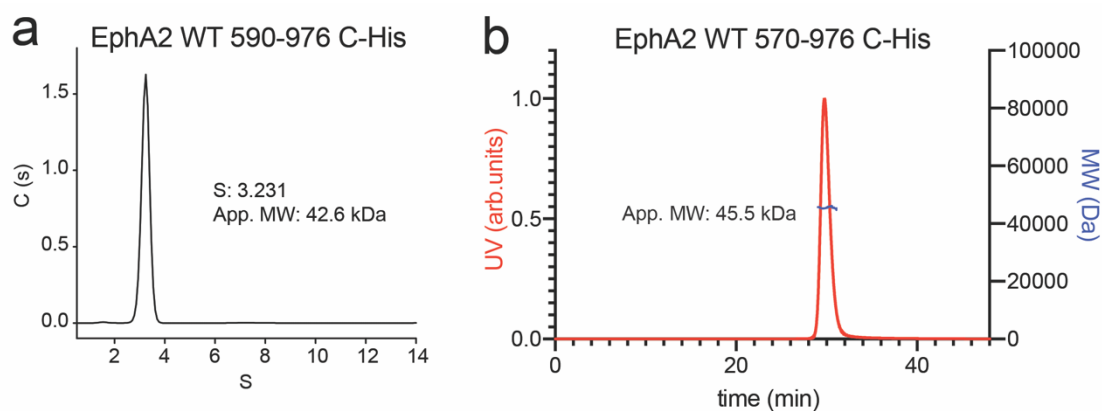 a
EphA2 WT 590-976 C-His
1.5
1.0
0.5
0.0
C (s)
S: 3.231
App. MW: 42.6 kDa
2 4 6 8 10 12 14
S
b
EphA2 WT 570-976 C-His
1.0
0.5
0.0
UV (arb.units)
App. MW: 45.5 kDa
100000
80000
60000
40000
20000
0
MW (Da)
0 20 40
time (min)